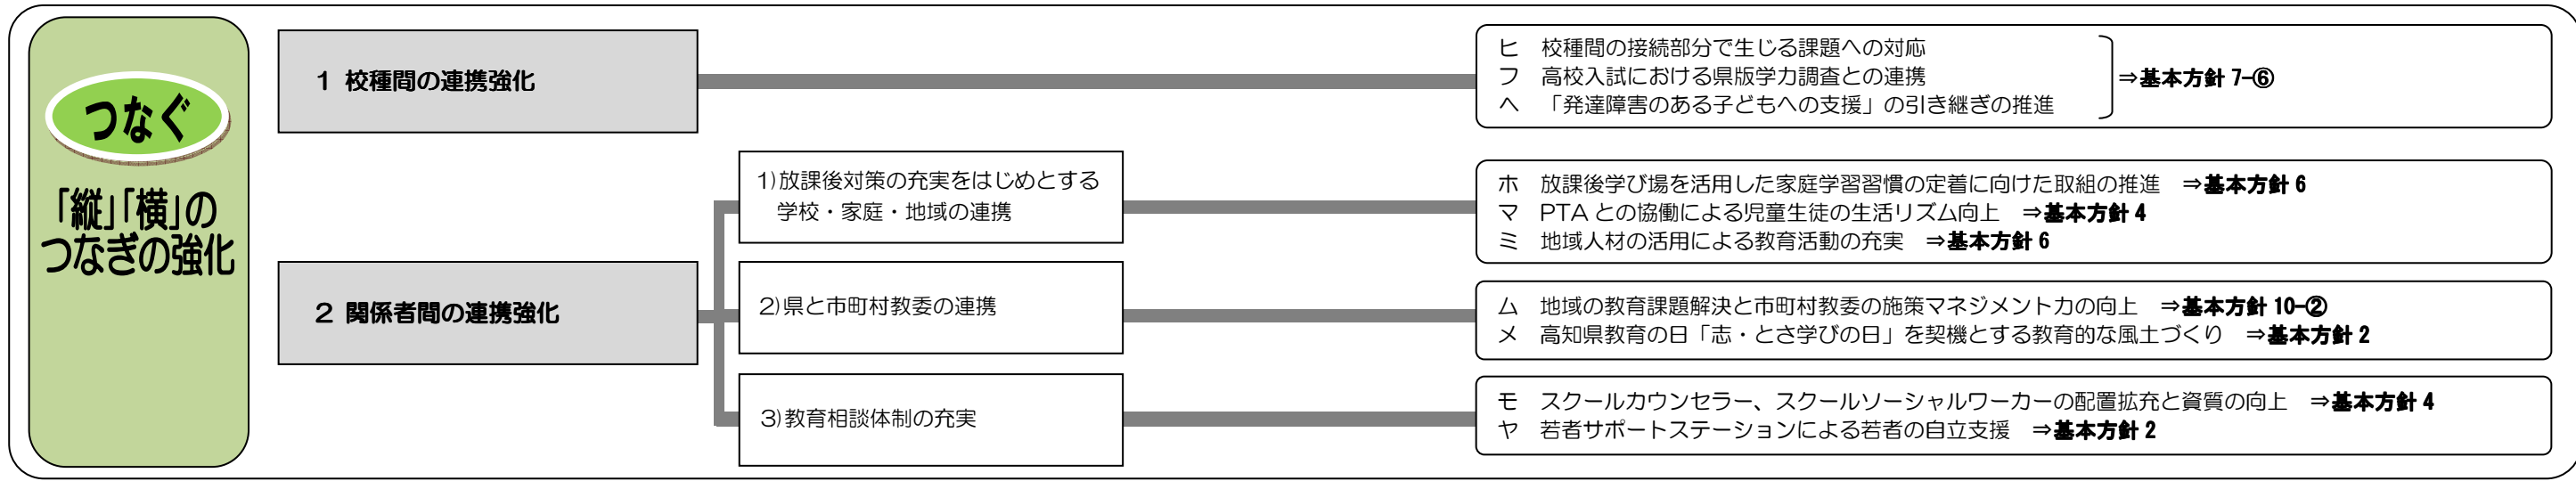 つなぐ
「縦」「横」の
つなぎの強化
1 校種間の連携強化
ヒ 校種間の接続部分で生じる課題への対応
フ 高校入試における県版学力調査との連携
ヘ 「発達障害のある子どもへの支援」の引き継ぎの推進
⇒基本方針 7-⑥
2 関係者間の連携強化
1)放課後対策の充実をはじめとする
学校・家庭・地域の連携
ホ 放課後学び場を活用した家庭学習習慣の定着に向けた取組の推進 ⇒基本方針 6
マ PTA との協働による児童生徒の生活リズム向上 ⇒基本方針 4
ミ 地域人材の活用による教育活動の充実 ⇒基本方針 6
2)県と市町村教委の連携
ム 地域の教育課題解決と市町村教委の施策マネジメント力の向上 ⇒基本方針 10-②
メ 高知県教育の日「志・とさ学びの日」を契機とする教育的な風土づくり ⇒基本方針 2
3)教育相談体制の充実
モ スクールカウンセラー、スクールソーシャルワーカーの配置拡充と資質の向上 ⇒基本方針 4
ヤ 若者サポートステーションによる若者の自立支援 ⇒基本方針 2